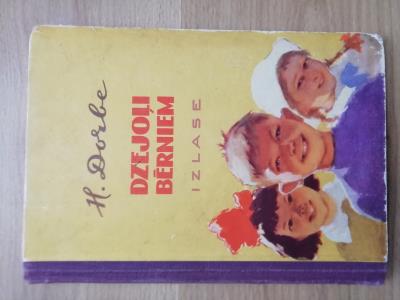 H. Dorbe
DZEJOĻI
BĒRNIEM
IZLASE